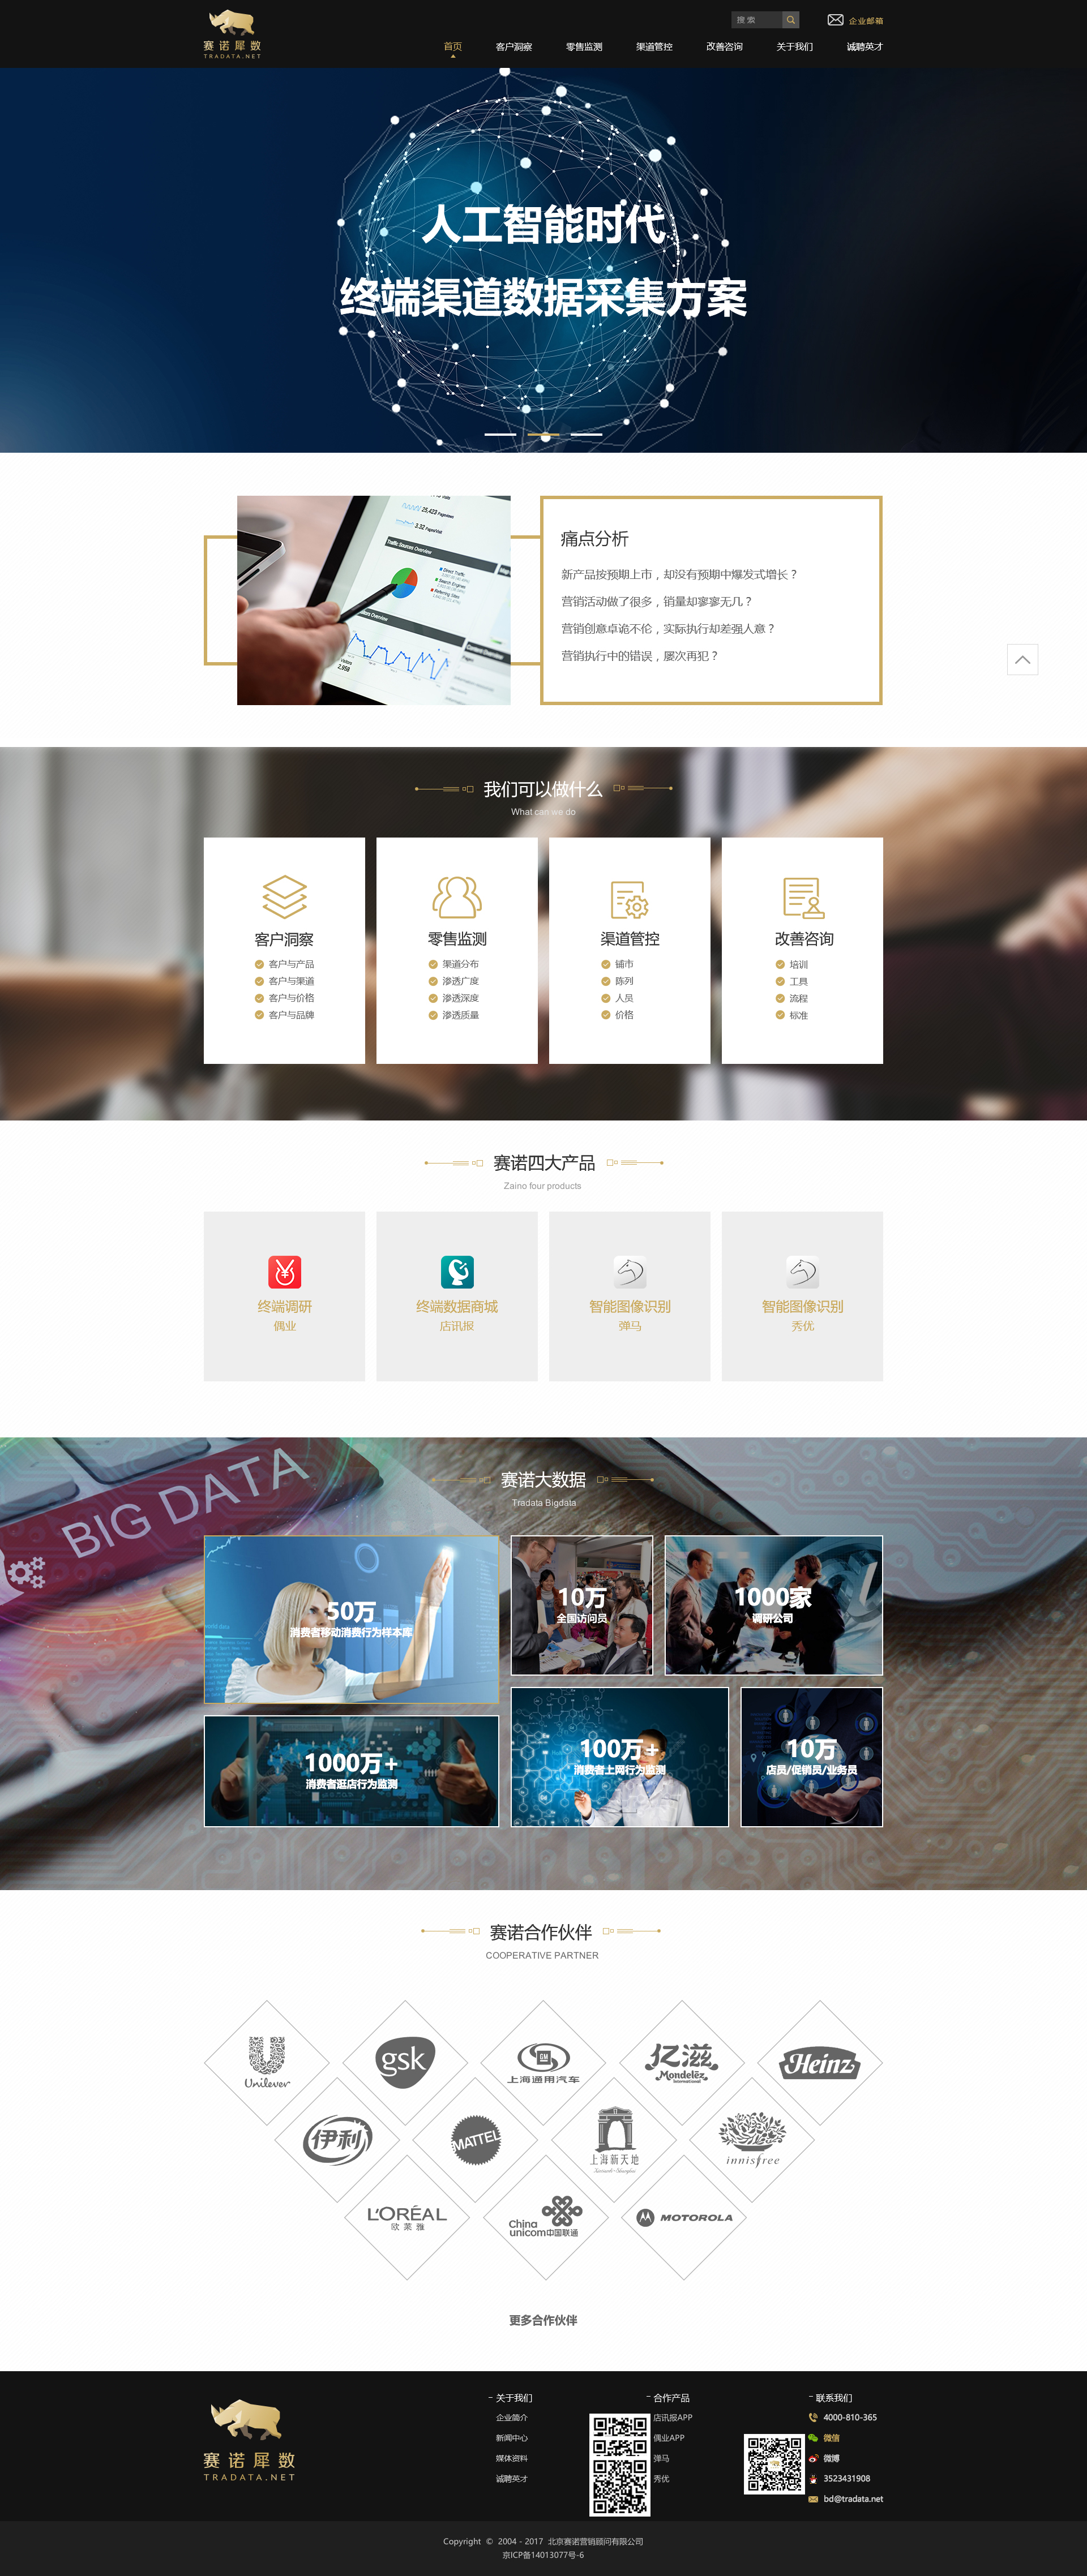 赛诺犀数
TRADATA.NET
搜索
企业邮箱
首页 客户洞察 零售监测 渠道管控 改善咨询 关于我们 诚聘英才
人工智能时代
终端渠道数据采集方案
25,425 Pageviews
3.32 Pages/Visit
Traffic Sources Overview
Direct Traffic
Search Engines
Referring Sites
Content Overview
痛点分析
新产品按预期上市，却没有预期中爆发式增长？
营销活动做了很多，销量却寥寥无几？
营销创意卓诡不伦，实际执行却差强人意？
营销执行中的错误，屡次再犯？
我们可以做什么
What can we do
客户洞察
客户与产品
客户与渠道
客户与价格
客户与品牌
零售监测
渠道分布
渗透广度
渗透深度
渗透质量
渠道管控
铺市
陈列
人员
价格
改善咨询
培训
工具
流程
标准
赛诺四大产品
Zaino four products
终端调研
偶业
终端数据商城
店讯报
智能图像识别
弹马
智能图像识别
秀优
BIG DATA
赛诺大数据
Tradata Bigdata
50万
消费者移动消费行为样本库
10万
全国访问员
1000家
调研公司
1000万+
消费者逛店行为监测
100万+
消费者上网行为监测
10万
店员/促销员/业务员
赛诺合作伙伴
COOPERATIVE PARTNER
Unilever
gsk
GM
上海通用汽车
亿滋
Mondelēz
International
Heinz
伊利
MATTEL
上海新天地
Xintiandi·Shanghai
innisfree
L'ORÉAL
欧莱雅
China
unicom中国联通
MOTOROLA
更多合作伙伴
赛诺犀数
TRADATA.NET
关于我们
企业简介
新闻中心
媒体资料
诚聘英才
合作产品
店讯报APP
偶业APP
弹马
秀优
联系我们
4000-810-365
微信
微博
3523431908
bd@tradata.net
Copyright © 2004 - 2017 北京赛诺营销顾问有限公司
京ICP备14013077号-6